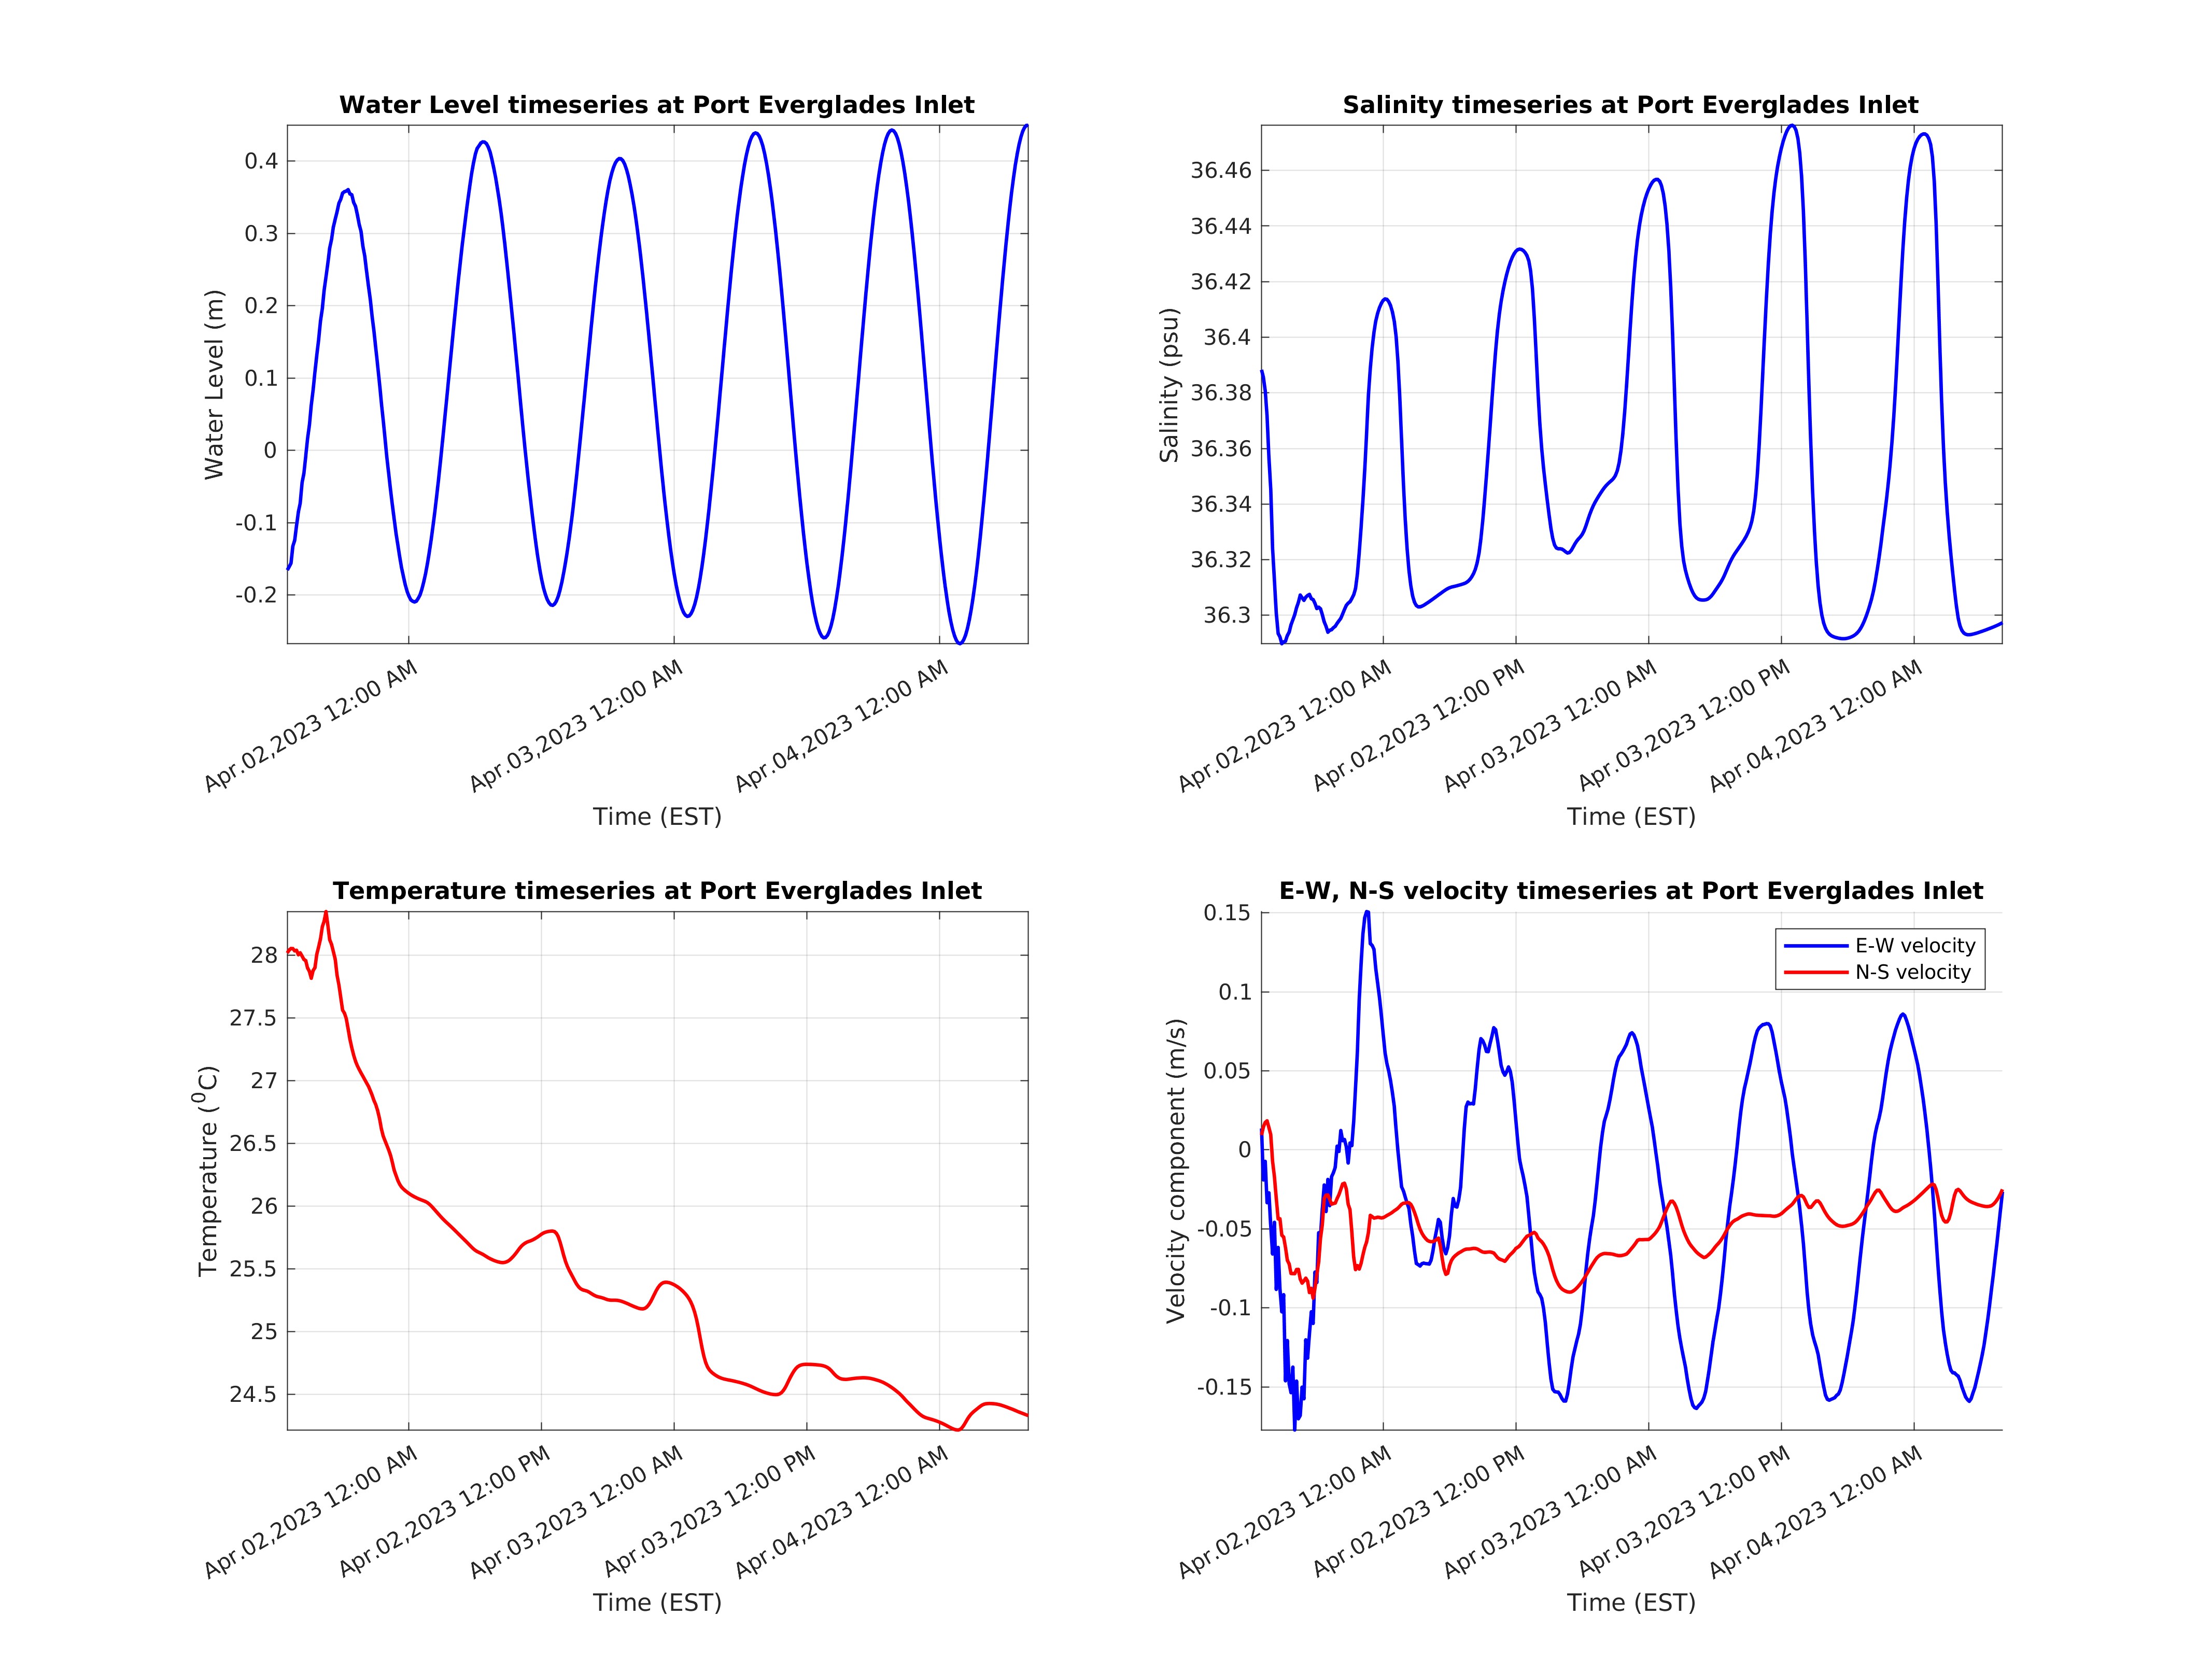 Water Level timeseries at Port Everglades Inlet
Water Level (m)
0.4
0.3
0.2
0.1
0
-0.1
-0.2
Apr.02,2023 12:00 AM
Apr.03,2023 12:00 AM
Apr.04,2023 12:00 AM
Time (EST)
Salinity timeseries at Port Everglades Inlet
Salinity (psu)
36.46
36.44
36.42
36.4
36.38
36.36
36.34
36.32
36.3
Apr.02,2023 12:00 AM
Apr.02,2023 12:00 PM
Apr.03,2023 12:00 AM
Apr.03,2023 12:00 PM
Apr.04,2023 12:00 AM
Time (EST)
Temperature timeseries at Port Everglades Inlet
Temperature (⁰C)
28
27.5
27
26.5
26
25.5
25
24.5
Apr.02,2023 12:00 AM
Apr.02,2023 12:00 PM
Apr.03,2023 12:00 AM
Apr.03,2023 12:00 PM
Apr.04,2023 12:00 AM
Time (EST)
E-W, N-S velocity timeseries at Port Everglades Inlet
Velocity component (m/s)
0.15
0.1
0.05
0
-0.05
-0.1
-0.15
E-W velocity
N-S velocity
Apr.02,2023 12:00 AM
Apr.02,2023 12:00 PM
Apr.03,2023 12:00 AM
Apr.03,2023 12:00 PM
Apr.04,2023 12:00 AM
Time (EST)